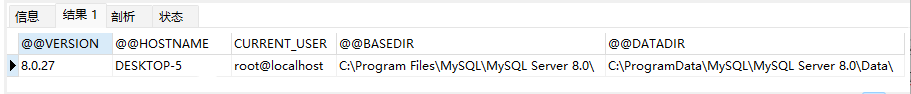 信息 结果 1 剖析 状态
@@VERSION @@HOSTNAME CURRENT_USER @@BASEDIR @@DATADIR
8.0.27 DESKTOP-5 root@localhost C:\Program Files\MySQL\MySQL Server 8.0\ C:\ProgramData\MySQL\MySQL Server 8.0\Data\